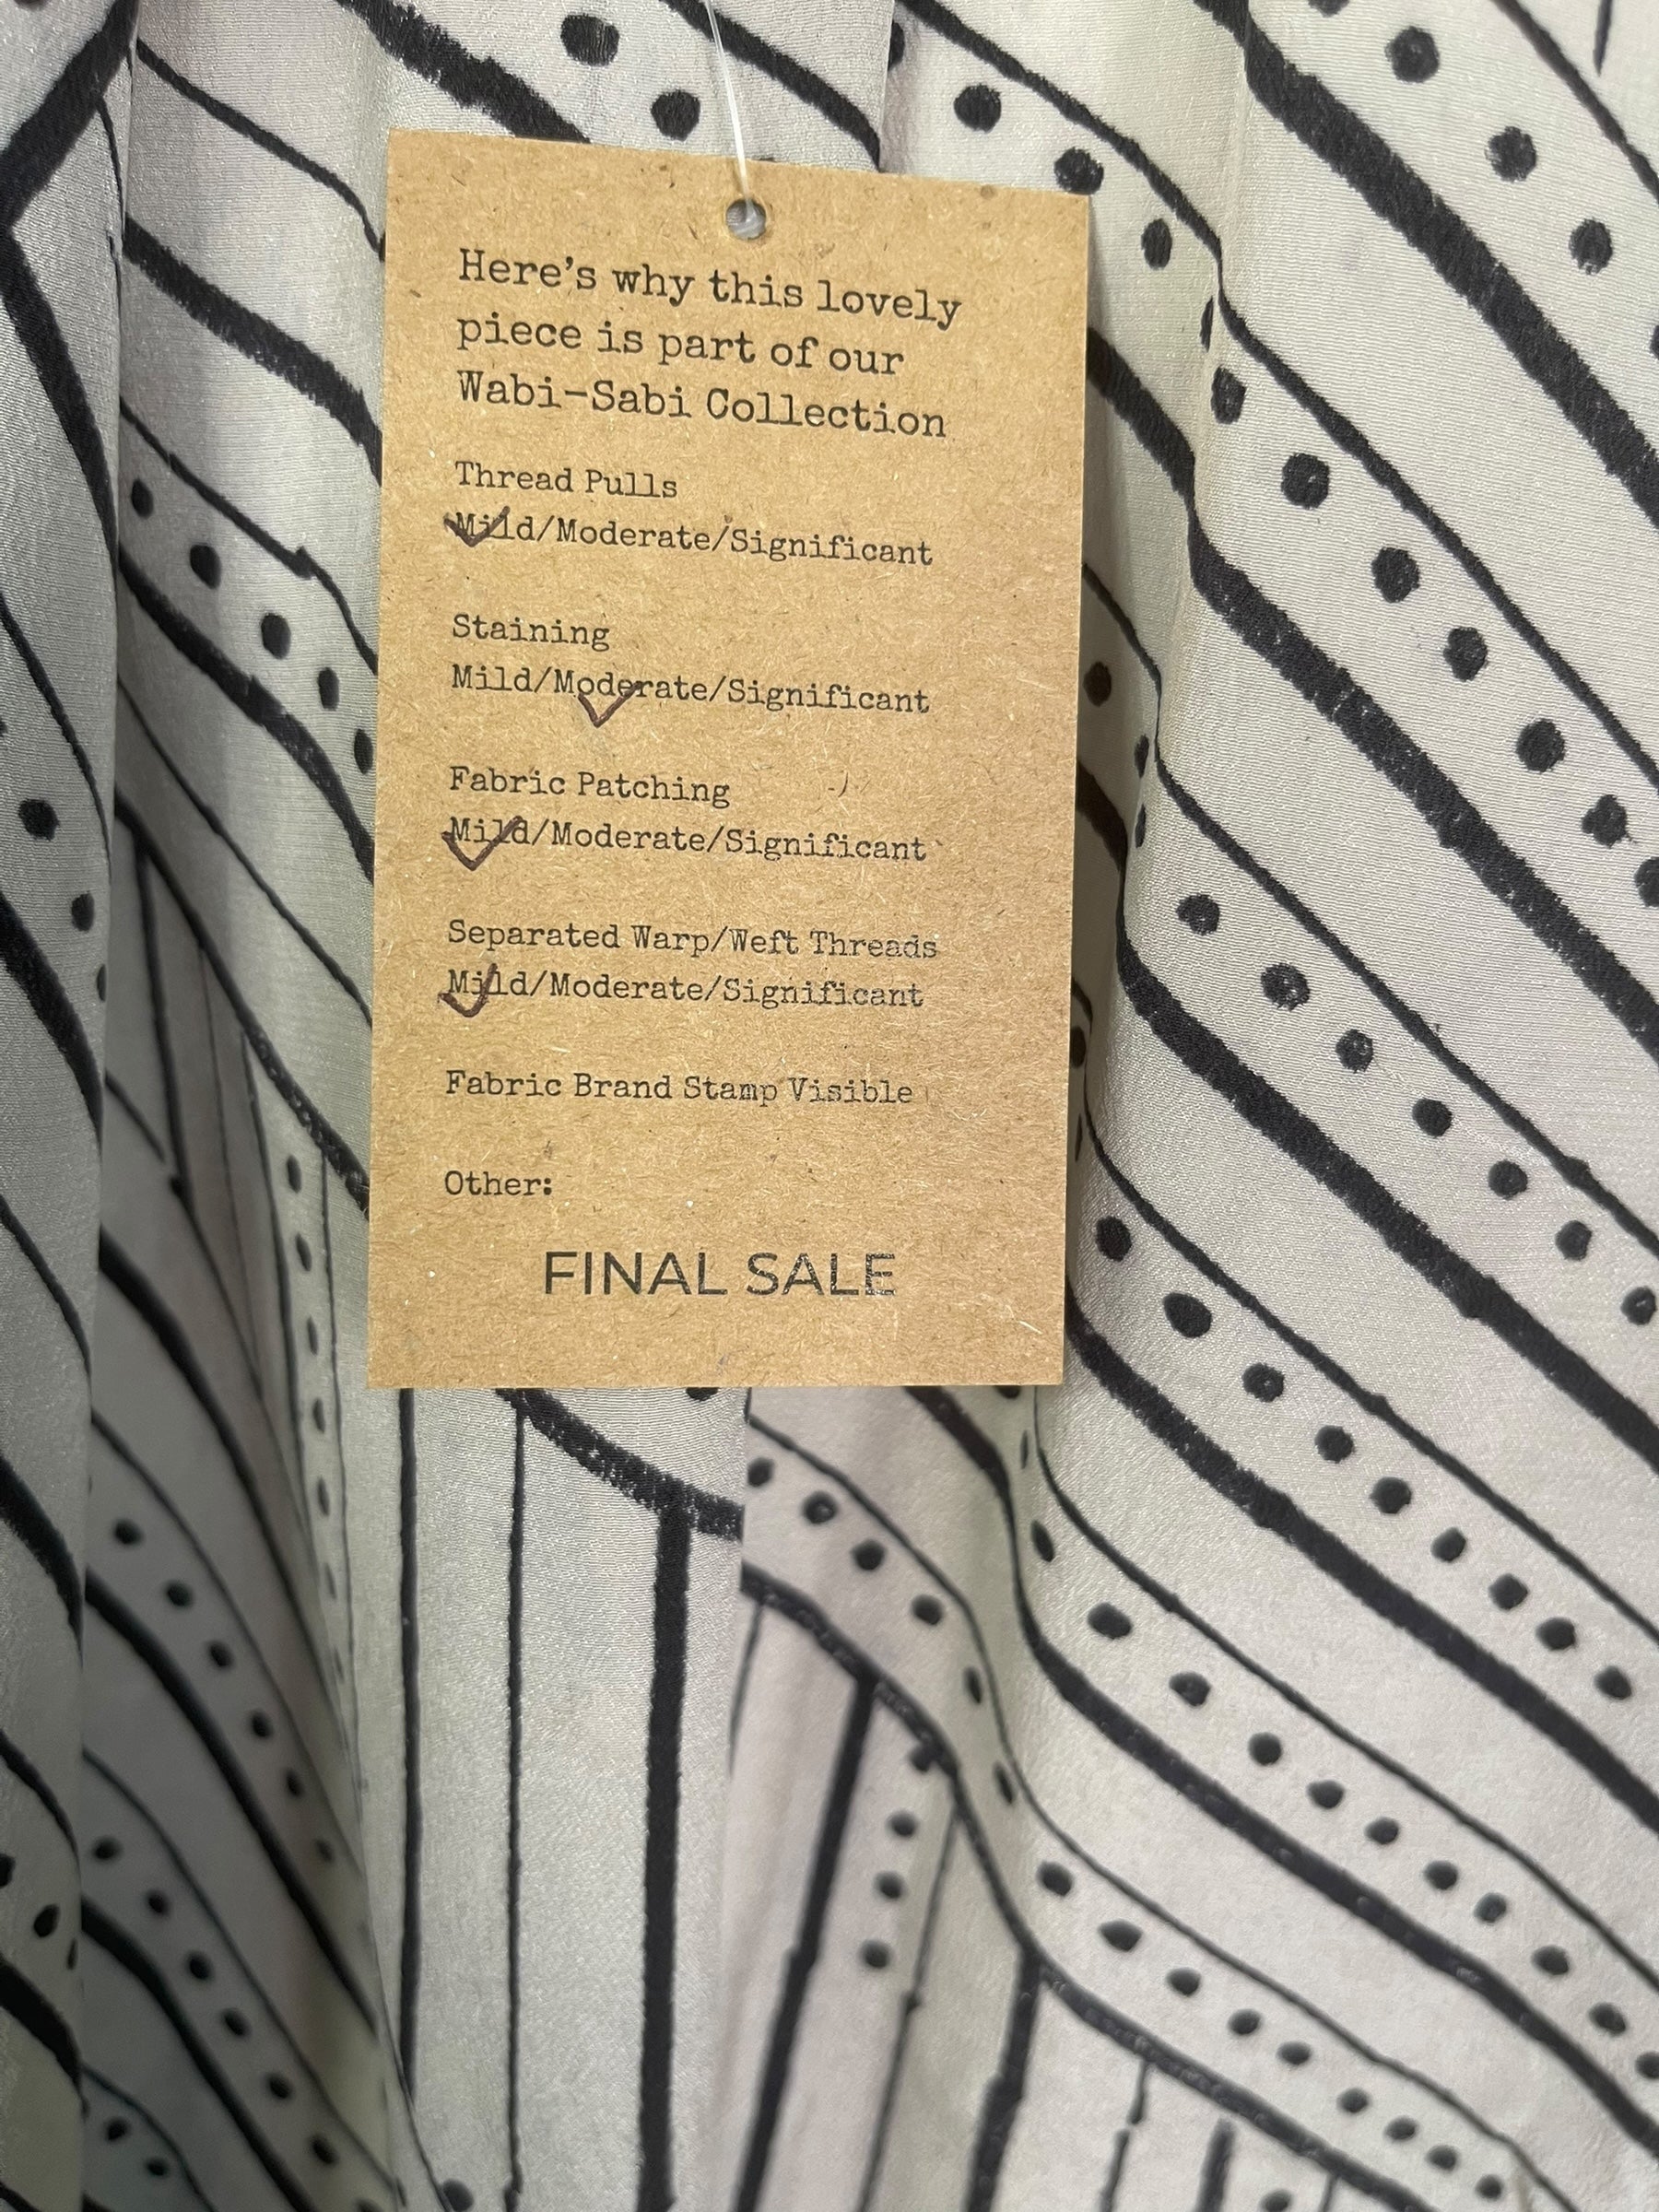 Here's why this lovely
piece is part of our
Wabi-Sabi Collection
Thread Pulls
Mild/Moderate/Significant
Staining
Mild/Moderate/Significant
Fabric Patching
Mild/Moderate/Significant
Separated Warp/Weft Threads
Mild/Moderate/Significant
Fabric Brand Stamp Visible
Other:
FINAL SALE